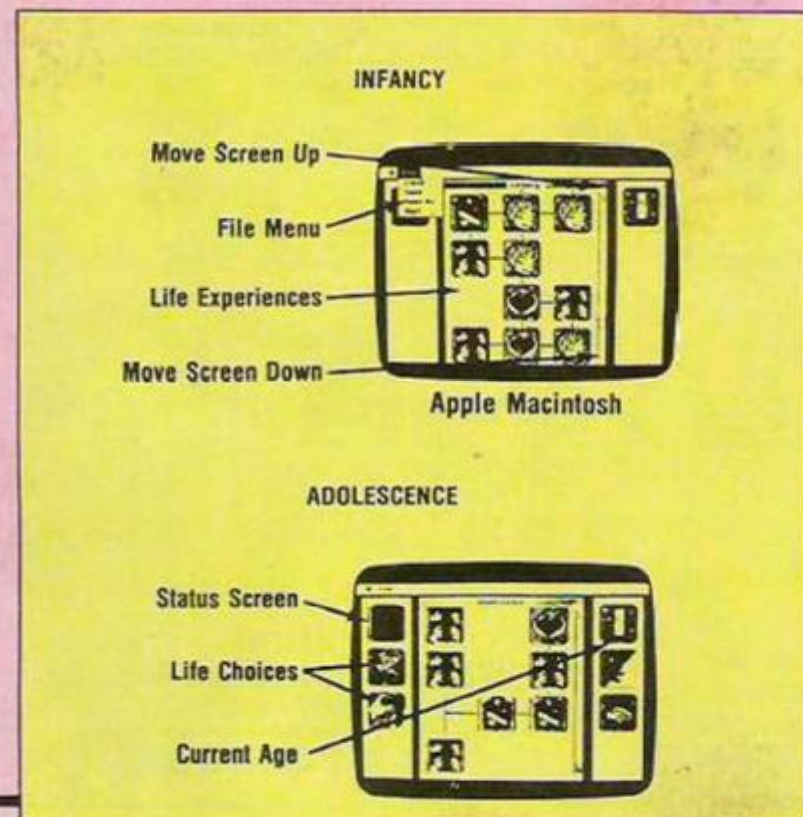 INFANCY
Move Screen Up
File Menu
Life Experiences
Move Screen Down
Apple Macintosh
ADOLESCENCE
Status Screen
Life Choices
Current Age